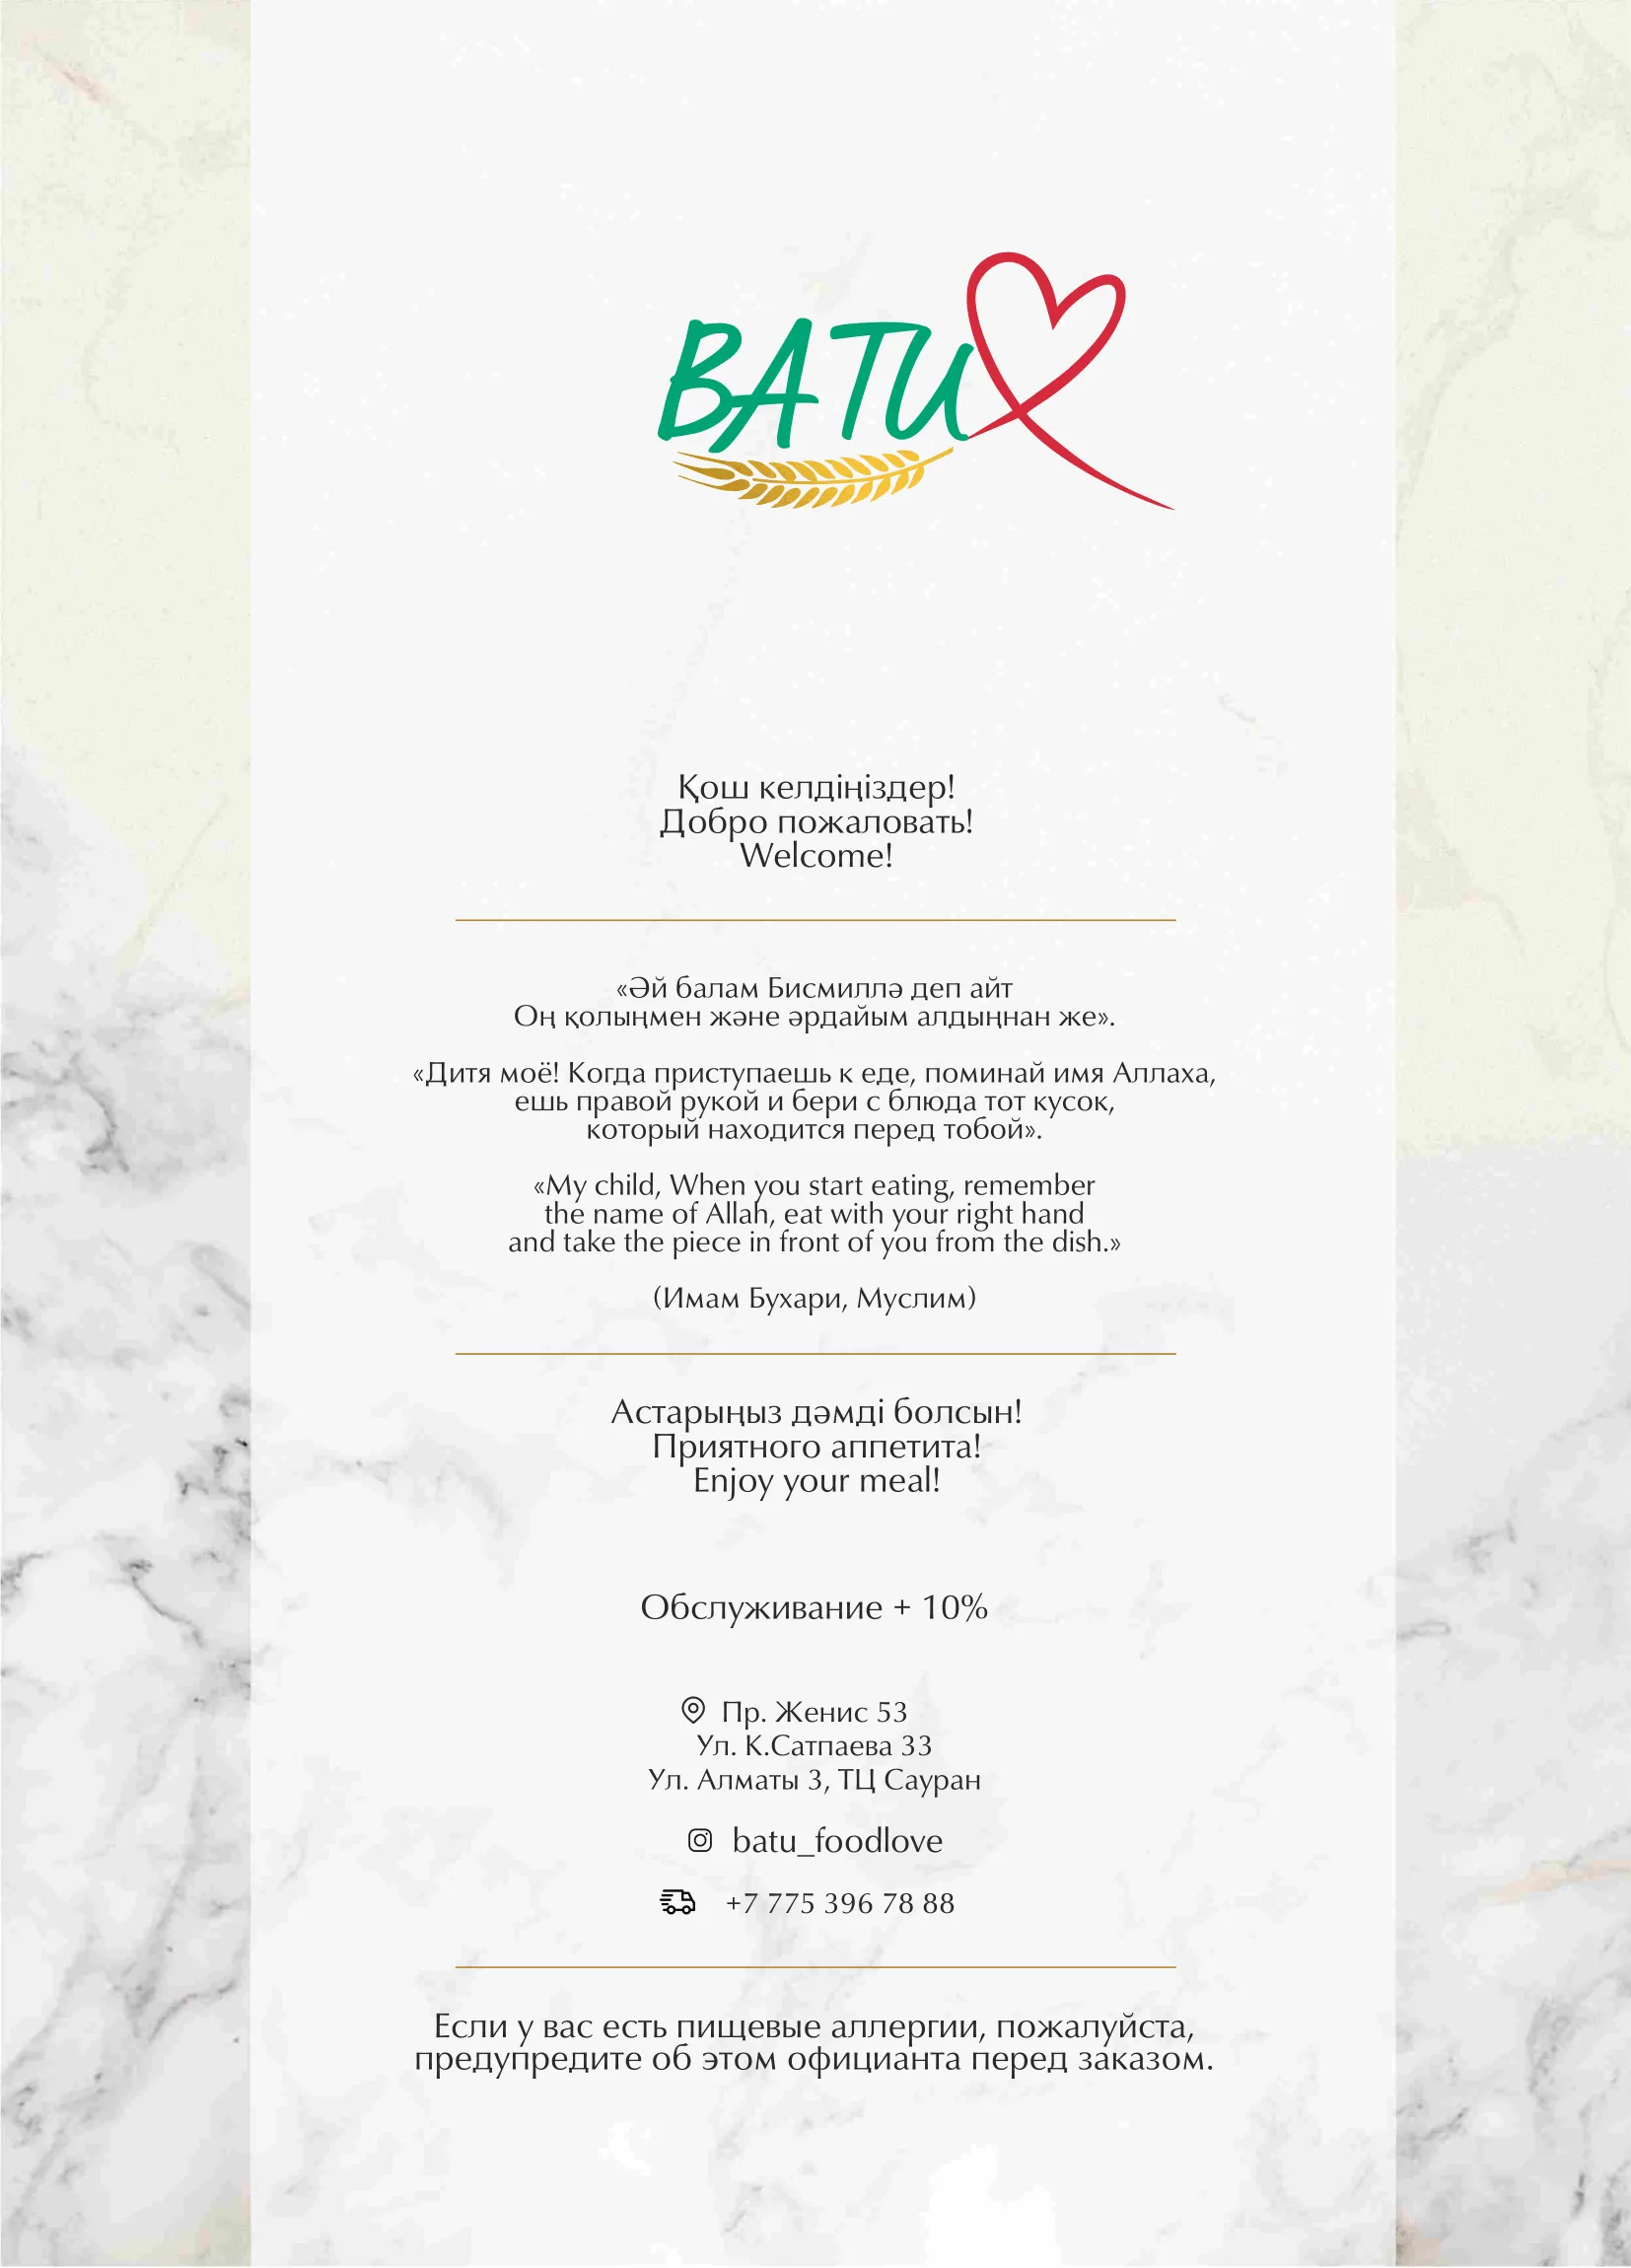 BATU
Қош келдіңіздер!
Добро пожаловать!
Welcome!
«Әй балам Бисмиллә деп айт
Оң қолыңмен және әрдайым алдыңнан же».
«Дитя моё! Когда приступаешь к еде, поминай имя Аллаха,
ешь правой рукой и бери с блюда тот кусок,
который находится перед тобой».
«My child, When you start eating, remember
the name of Allah, eat with your right hand
and take the piece in front of you from the dish.»
(Имам Бухари, Муслим)
Астарыңыз дәмді болсын!
Приятного аппетита!
Enjoy your meal!
Обслуживание + 10%
Пр. Женис 53
Ул. К.Сатпаева 33
Ул. Алматы 3, ТЦ Сауран
batu_foodlove
+7 775 396 78 88
Если у вас есть пищевые аллергии, пожалуйста,
предупредите об этом официанта перед заказом.